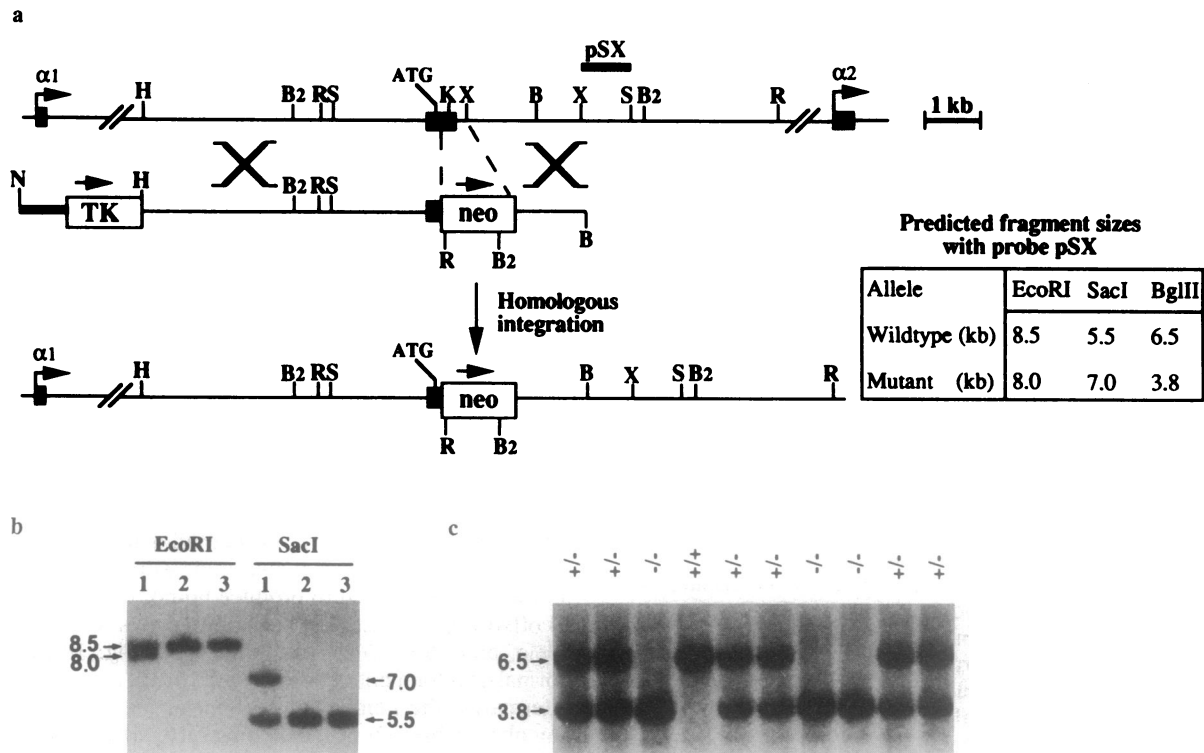 a
pSX
α1 H B2 RS ATG K X B X S B2 R α2 1 kb
N TK H B2 RS neo R B2 B
Homologous
integration
α1 H B2 RS ATG neo R B2 B X S B2 R
Predicted fragment sizes
with probe pSX
Allele EcoRI SacI BglII
Wildtype (kb) 8.5 5.5 6.5
Mutant (kb) 8.0 7.0 3.8
b
EcoRI SacI
1 2 3 1 2 3
8.5
8.0
7.0
5.5
c
+/- +/- -/- +/+ +/- +/- -/- -/- +/- +/-
6.5
3.8